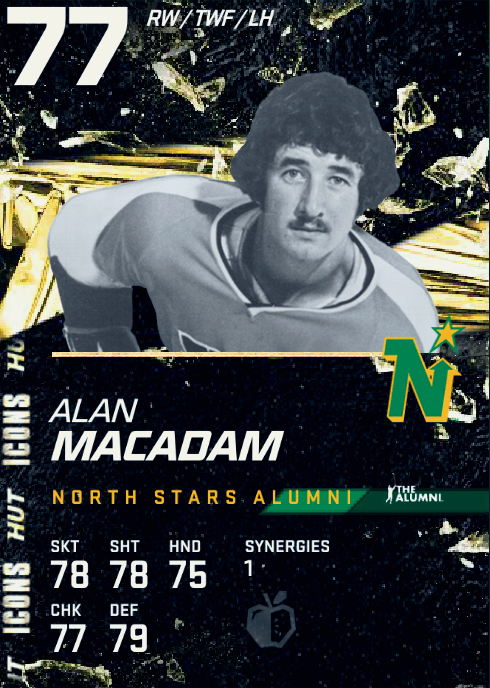 77
RW / TWF / LH
N
ALAN
MACADAM
NORTH STARS ALUMNI
THE
ALUMNI
SKT SHT HND SYNERGIES
78 78 75 1
CHK DEF
77 79
HUT
ICONS
HUT
ICONS